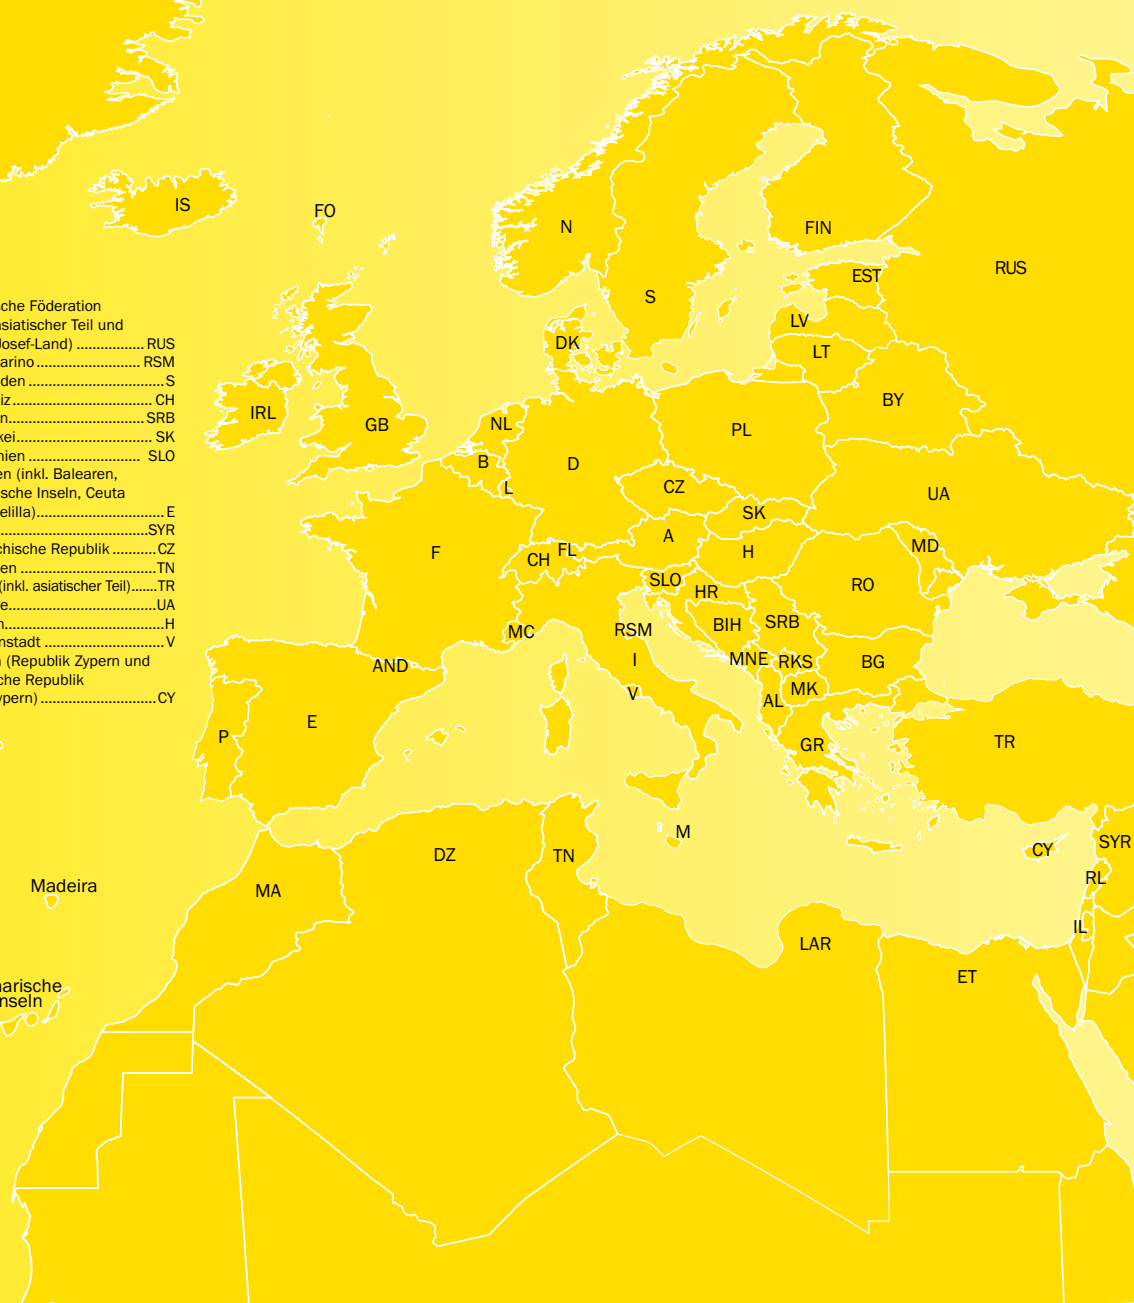 IS
FO
N
FIN
RUS
EST
S
LV
DK
LT
BY
IRL
GB
NL
PL
B
D
L
CZ
UA
SK
A
F
CH
FL
H
MD
SLO
HR
RO
MC
RSM
BIH
SRB
I
MNE
RKS
BG
AND
V
AL
MK
E
P
GR
TR
M
DZ
TN
CY
SYR
MA
RL
IL
LAR
ET
Madeira
arische
nseln
sche Föderation
asiatischer Teil und
Josef-Land) ................. RUS
arino .......................... RSM
den ................................... S
iz .................................... CH
n ................................... SRB
kei ................................... SK
nien ............................ SLO
en (inkl. Balearen,
ische Inseln, Ceuta
elilla) ................................ E
...................................... SYR
chische Republik ........... CZ
en ................................... TN
(inkl. asiatischer Teil) ....... TR
e ...................................... UA
n ........................................ H
nstadt ............................... V
n (Republik Zypern und
che Republik
ypern) ............................. CY